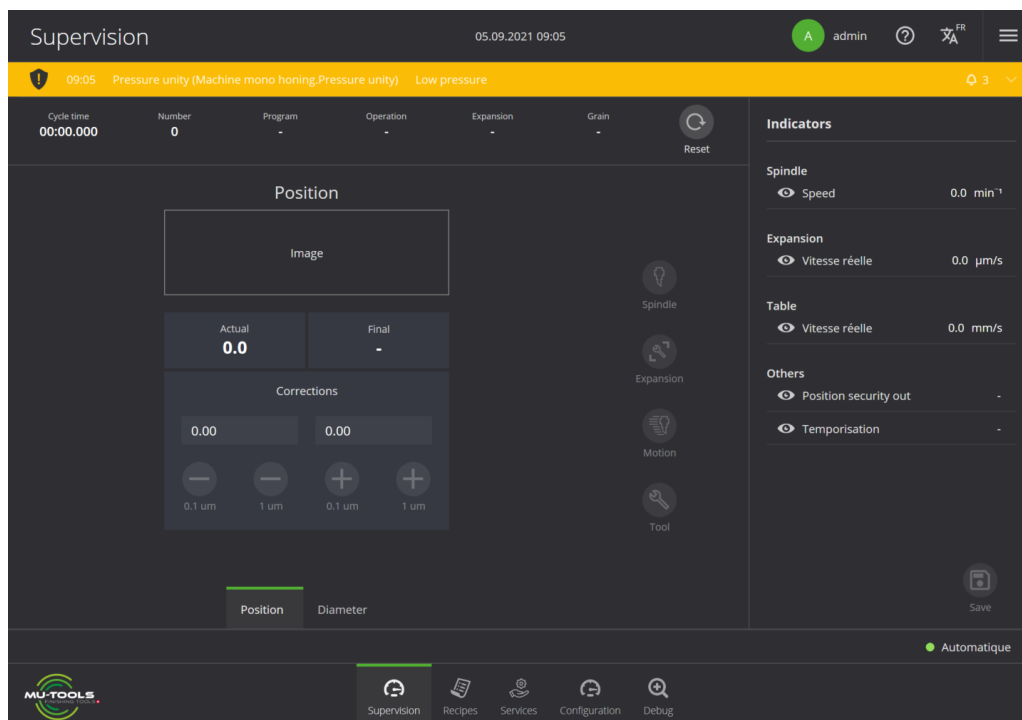 Supervision
05.09.2021 09:05
A admin
FR
09:05 Pressure unity (Machine mono honing.Pressure unity) Low pressure
3
Cycle time Number Program Operation Expansion Grain
00:00.000 0 - - - -
Reset
Position
Image
Actual Final
0.0 -
Corrections
0.00 0.00
0.1 um 1 um 0.1 um 1 um
Spindle
Expansion
Motion
Tool
Position Diameter
Indicators
Spindle
Speed 0.0 min⁻¹
Expansion
Vitesse réelle 0.0 µm/s
Table
Vitesse réelle 0.0 mm/s
Others
Position security out -
Temporisation -
Save
Automatique
MU-TOOLS
FINISHING TOOLS
Supervision Recipes Services Configuration Debug